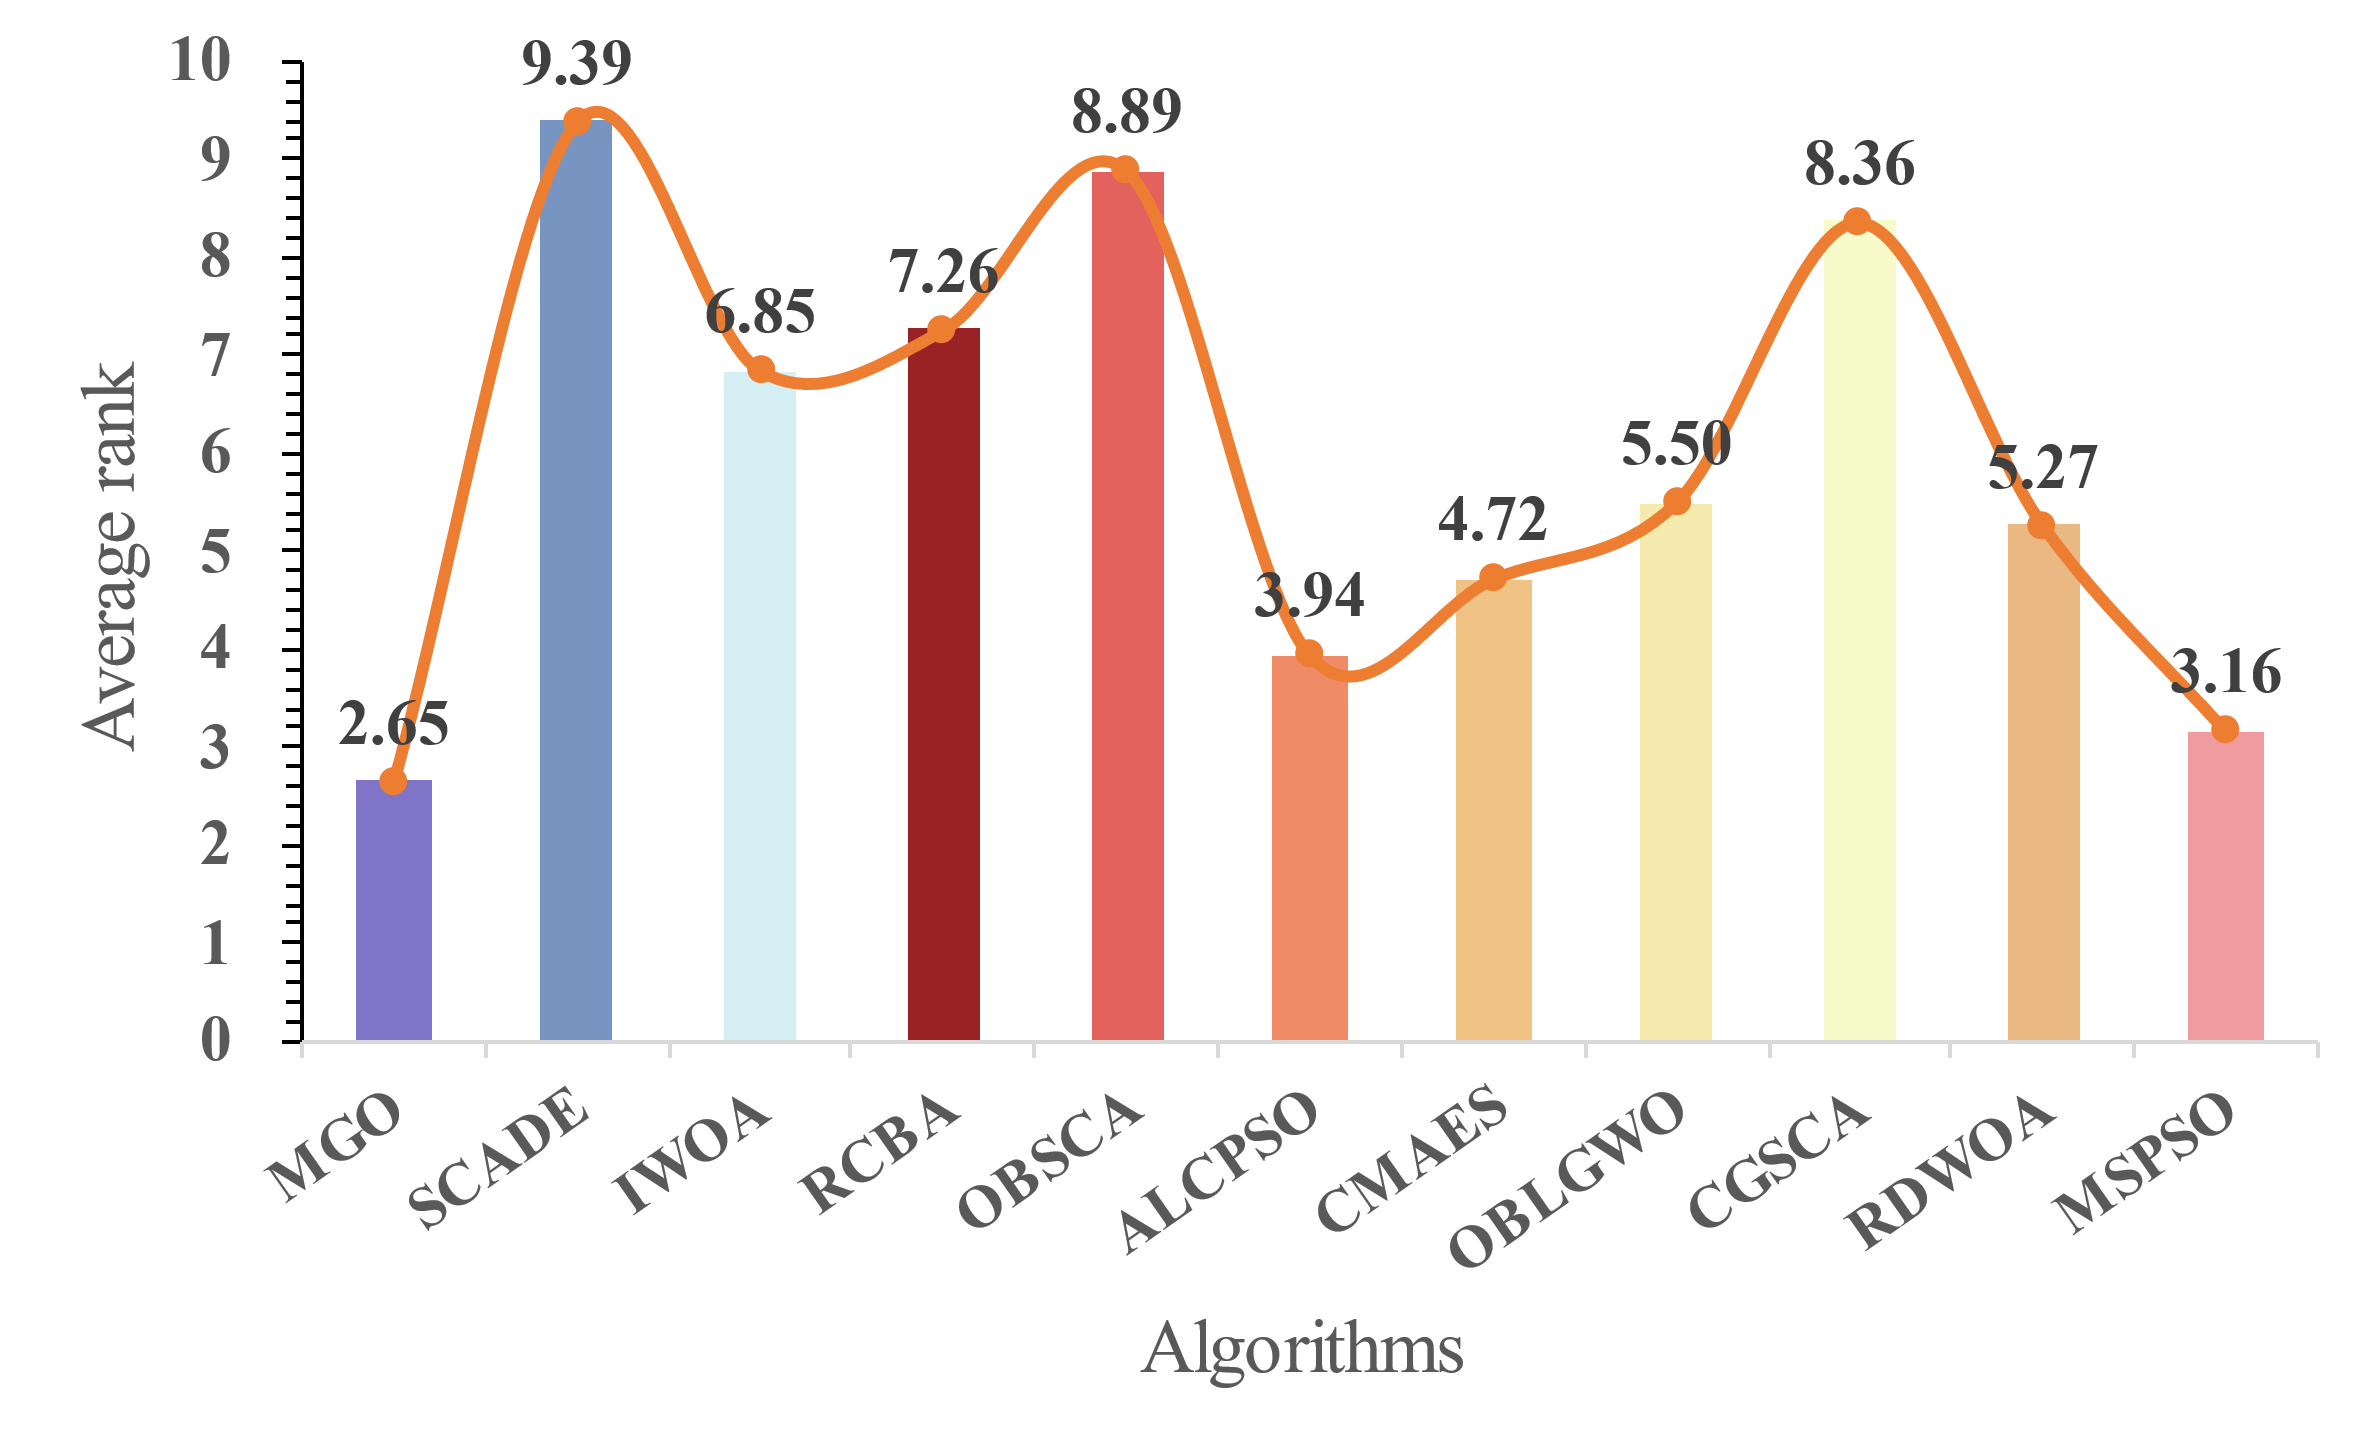 10
9
8
7
6
5
4
3
2
1
0
Average rank
2.65
9.39
6.85
7.26
8.89
3.94
4.72
5.50
8.36
5.27
3.16
MGO
SCADE
IWOA
RCBA
OBSCA
ALCPSO
CMAES
OBLGWO
CGSCA
RDWOA
MSPSO
Algorithms